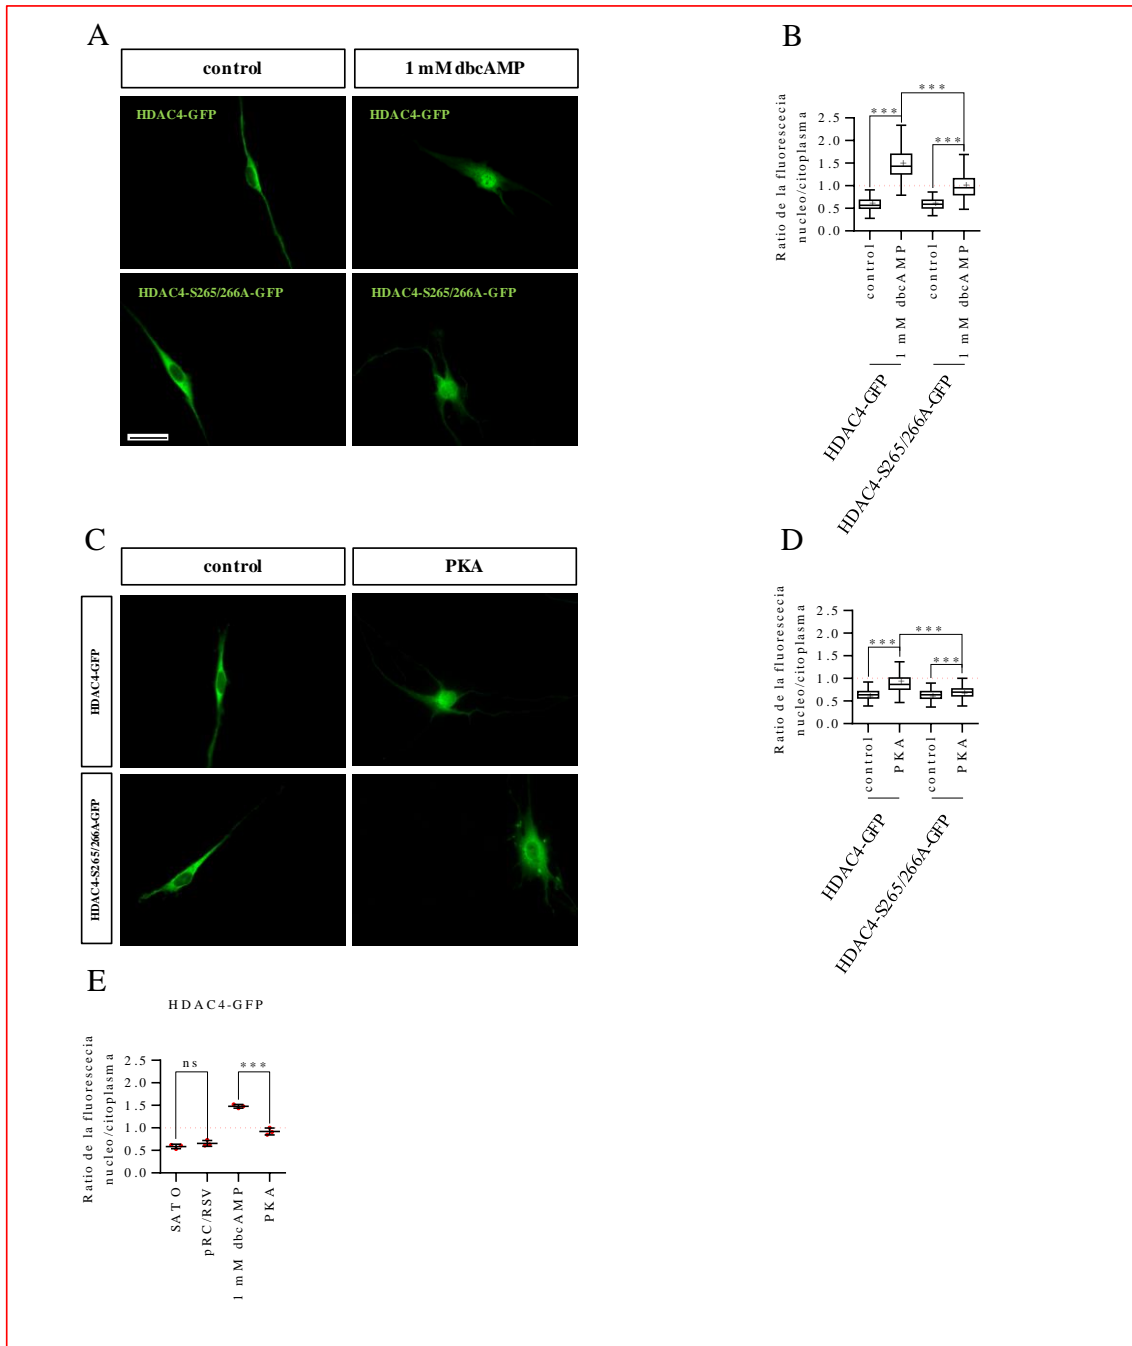 A
control
1 mM dbcAMP
HDAC4-GFP
HDAC4-GFP
HDAC4-S265/266A-GFP
HDAC4-S265/266A-GFP
B
Ratio de la fluorescecia
nucleo/citoplasma
2.5
2.0
1.5
1.0
0.5
0.0
***
***
***
control
1 mM dbcAMP
control
1 mM dbcAMP
HDAC4-GFP
HDAC4-S265/266A-GFP
C
control
PKA
HDAC4-GFP
HDAC4-S265/266A-GFP
D
Ratio de la fluorescecia
nucleo/citoplasma
2.5
2.0
1.5
1.0
0.5
0.0
***
***
***
control
PKA
control
PKA
HDAC4-GFP
HDAC4-S265/266A-GFP
E
HDAC4-GFP
Ratio de la fluorescecia
nucleo/citoplasma
2.5
2.0
1.5
1.0
0.5
0.0
ns
***
SATO
pRC/RSV
1 mM dbcAMP
PKA